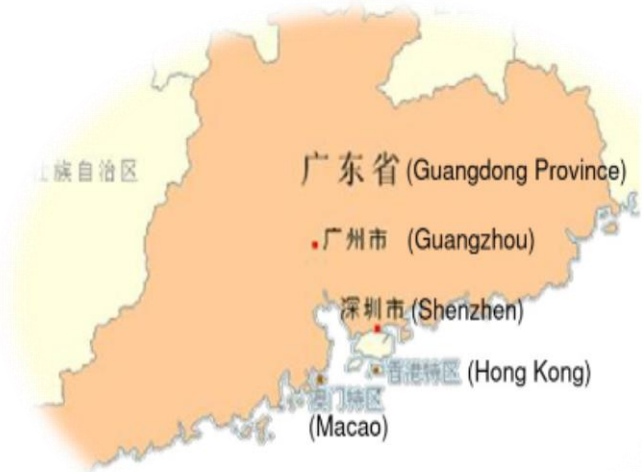 广东省 (Guangdong Province)
族自治区
广州市 (Guangzhou)
深圳市 (Shenzhen)
香港特区 (Hong Kong)
澳门特区
(Macao)